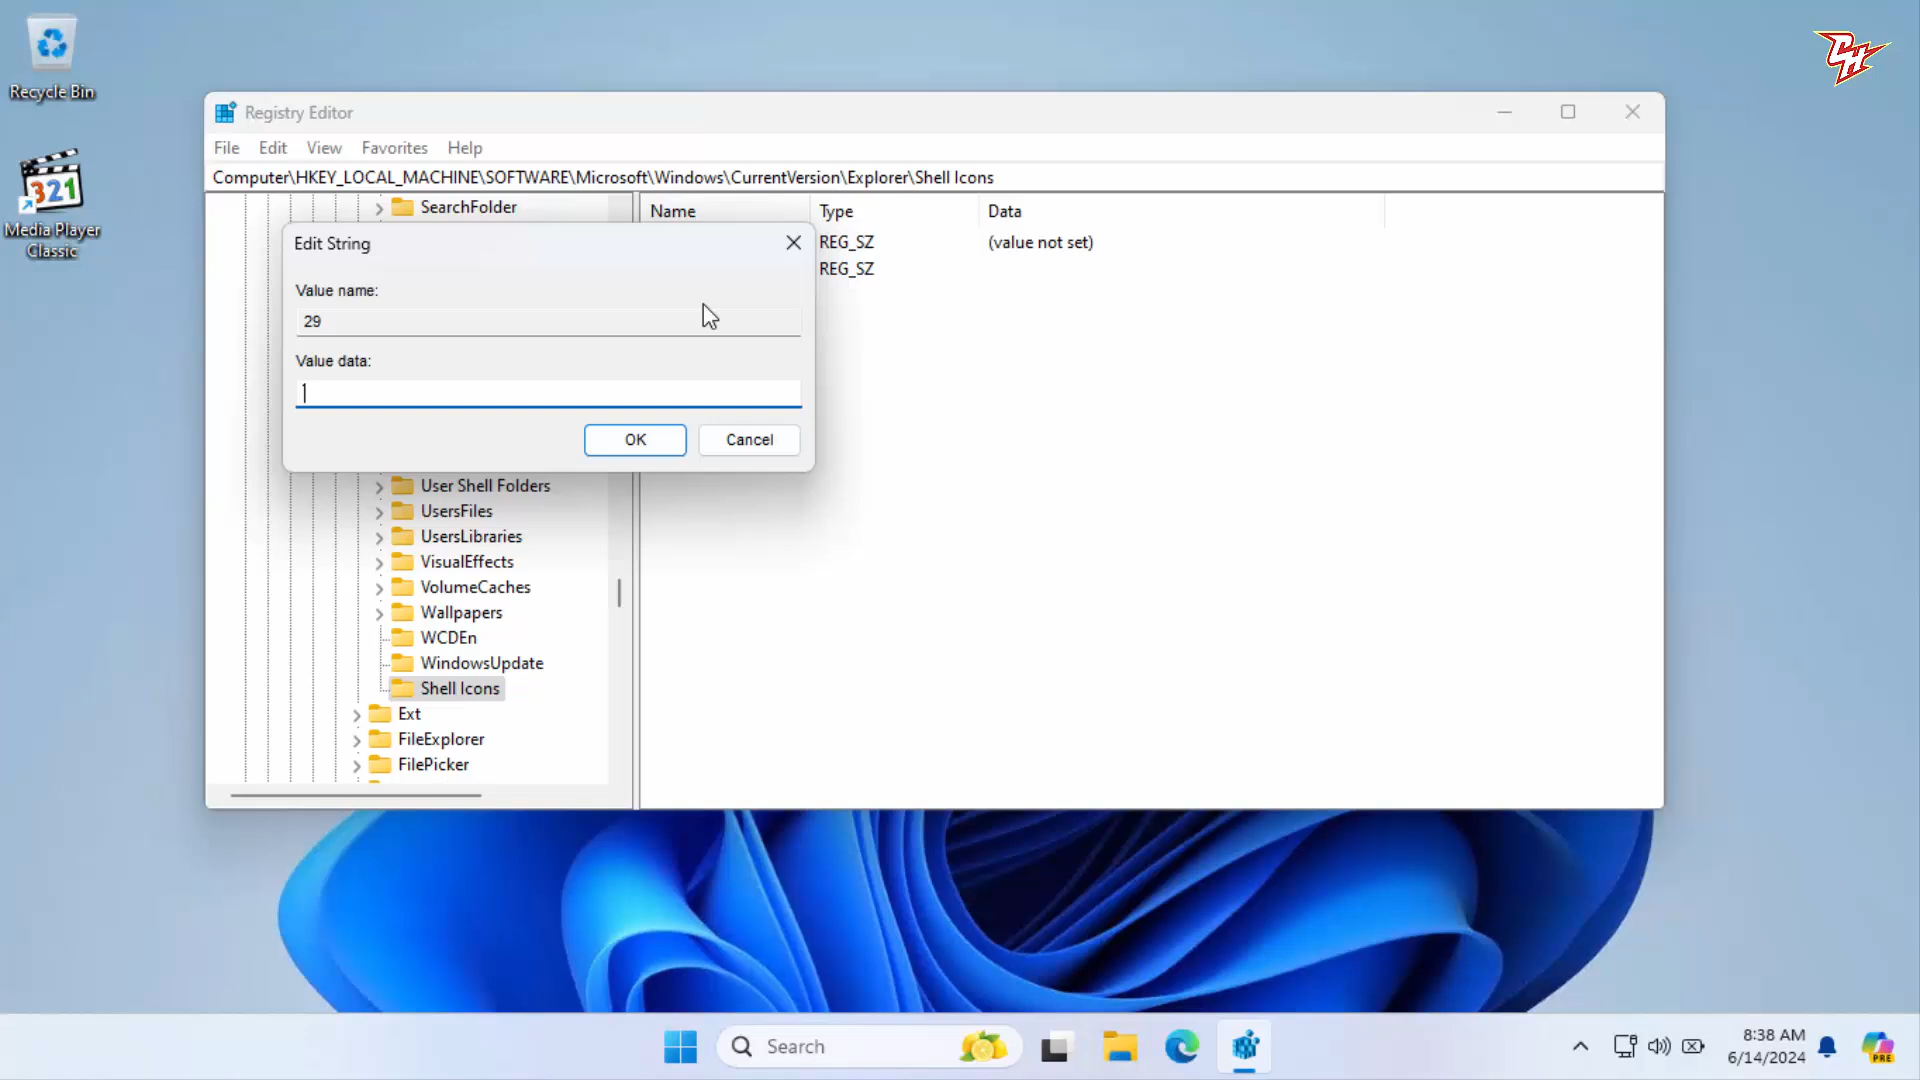 Recycle Bin
321
Media Player
Classic
CH
Registry Editor
File Edit View Favorites Help
Computer\HKEY_LOCAL_MACHINE\SOFTWARE\Microsoft\Windows\CurrentVersion\Explorer\Shell Icons
SearchFolder
Name Type Data
REG_SZ (value not set)
REG_SZ
Edit String
Value name:
29
Value data:
OK Cancel
User Shell Folders
UsersFiles
UsersLibraries
VisualEffects
VolumeCaches
Wallpapers
WCDEn
WindowsUpdate
Shell Icons
Ext
FileExplorer
FilePicker
Search
8:38 AM
6/14/2024
PRE